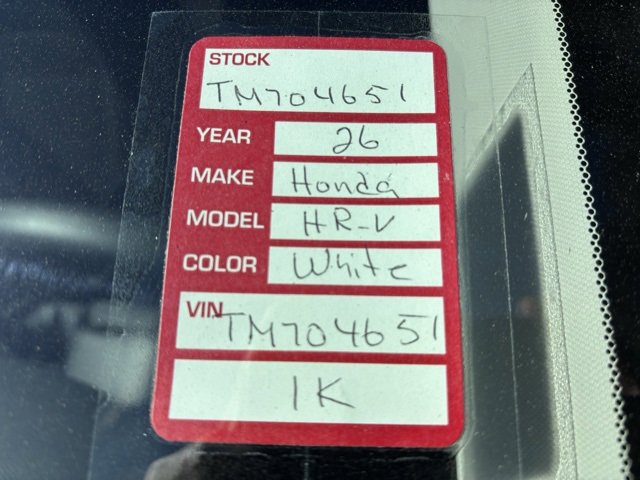 STOCK
TM704651
YEAR 26
MAKE Honda
MODEL HR-V
COLOR White
VIN TM704651
1K